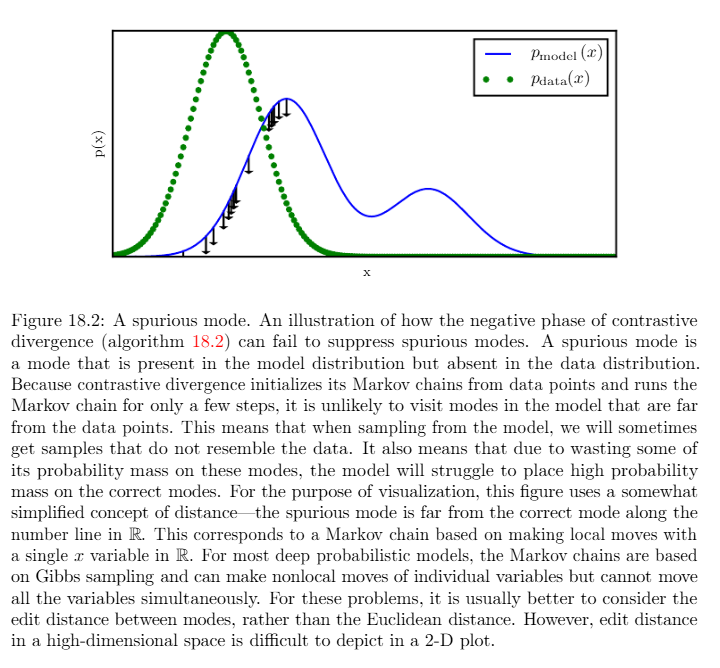 p_model(x)
p_data(x)
p(x)
x
Figure 18.2: A spurious mode. An illustration of how the negative phase of contrastive
divergence (algorithm 18.2) can fail to suppress spurious modes. A spurious mode is
a mode that is present in the model distribution but absent in the data distribution.
Because contrastive divergence initializes its Markov chains from data points and runs the
Markov chain for only a few steps, it is unlikely to visit modes in the model that are far
from the data points. This means that when sampling from the model, we will sometimes
get samples that do not resemble the data. It also means that due to wasting some of
its probability mass on these modes, the model will struggle to place high probability
mass on the correct modes. For the purpose of visualization, this figure uses a somewhat
simplified concept of distance—the spurious mode is far from the correct mode along the
number line in ℝ. This corresponds to a Markov chain based on making local moves with
a single x variable in ℝ. For most deep probabilistic models, the Markov chains are based
on Gibbs sampling and can make nonlocal moves of individual variables but cannot move
all the variables simultaneously. For these problems, it is usually better to consider the
edit distance between modes, rather than the Euclidean distance. However, edit distance
in a high-dimensional space is difficult to depict in a 2-D plot.